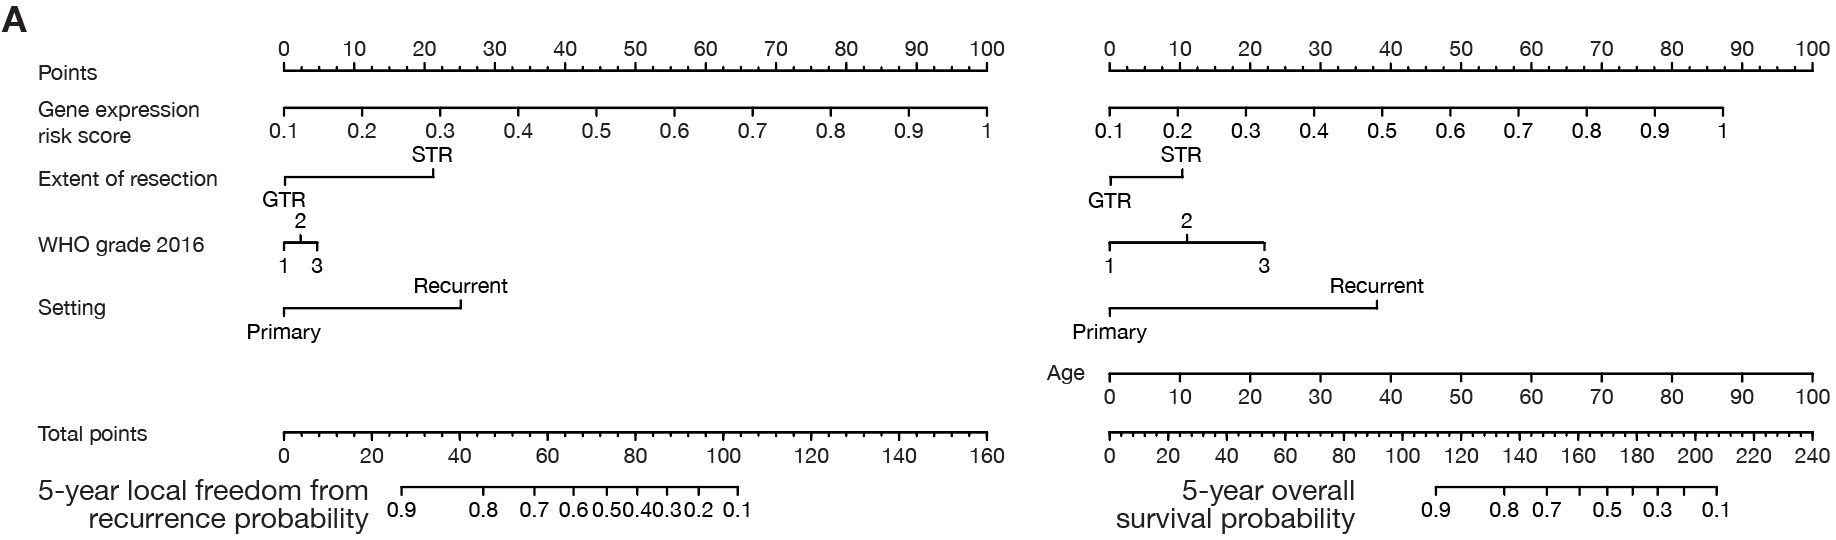 A
0 10 20 30 40 50 60 70 80 90 100
Points
Gene expression
risk score
0.1 0.2 0.3 0.4 0.5 0.6 0.7 0.8 0.9 1
STR
Extent of resection
GTR
2
WHO grade 2016
1 3
Recurrent
Setting
Primary
Total points
0 20 40 60 80 100 120 140 160
5-year local freedom from
recurrence probability
0.9 0.8 0.7 0.6 0.5 0.4 0.3 0.2 0.1
0 10 20 30 40 50 60 70 80 90 100
0.1 0.2 0.3 0.4 0.5 0.6 0.7 0.8 0.9 1
STR
GTR
2
1 3
Recurrent
Primary
Age
0 10 20 30 40 50 60 70 80 90 100
0 20 40 60 80 100 120 140 160 180 200 220 240
5-year overall
survival probability
0.9 0.8 0.7 0.5 0.3 0.1